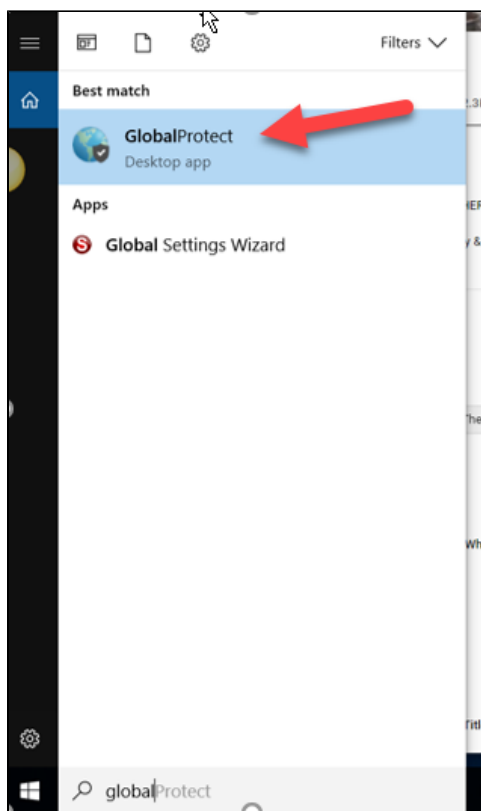 Filters
Best match
GlobalProtect
Desktop app
Apps
Global Settings Wizard
globalProtect